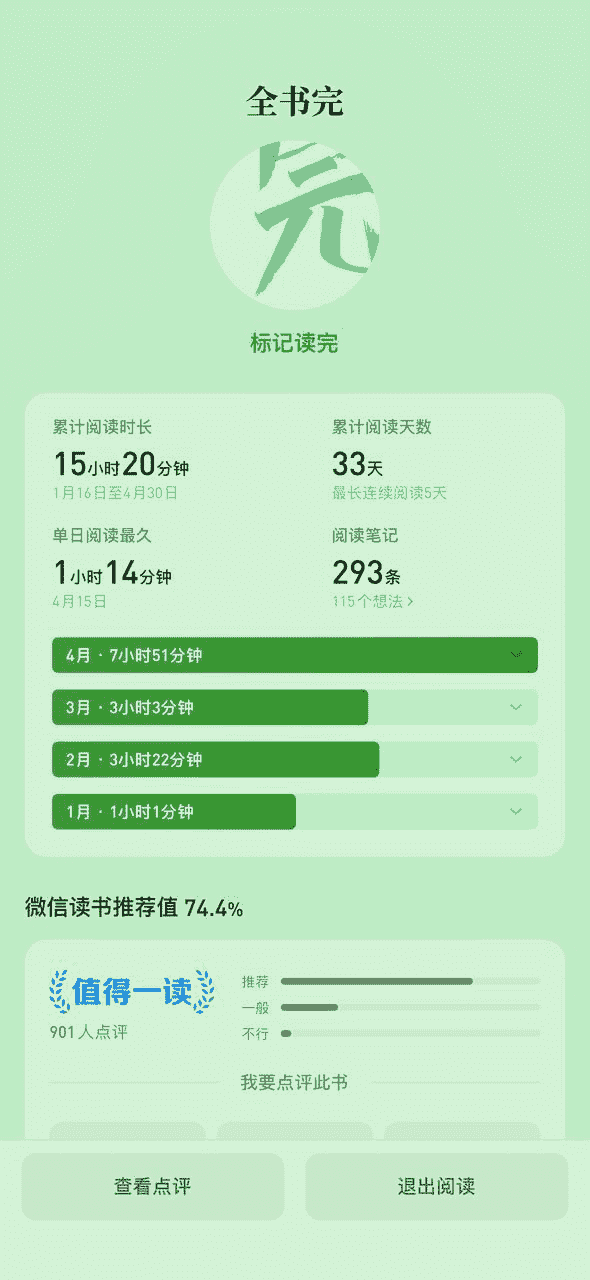 全书完
完
标记读完
累计阅读时长
累计阅读天数
15小时20分钟
33天
1月16日至4月30日
最长连续阅读5天
单日阅读最久
阅读笔记
1小时14分钟
293条
4月15日
115个想法
4月 · 7小时51分钟
3月 · 3小时3分钟
2月 · 3小时22分钟
1月 · 1小时1分钟
微信读书推荐值 74.4%
值得一读
推荐
一般
901人点评
不行
我要点评此书
查看点评
退出阅读